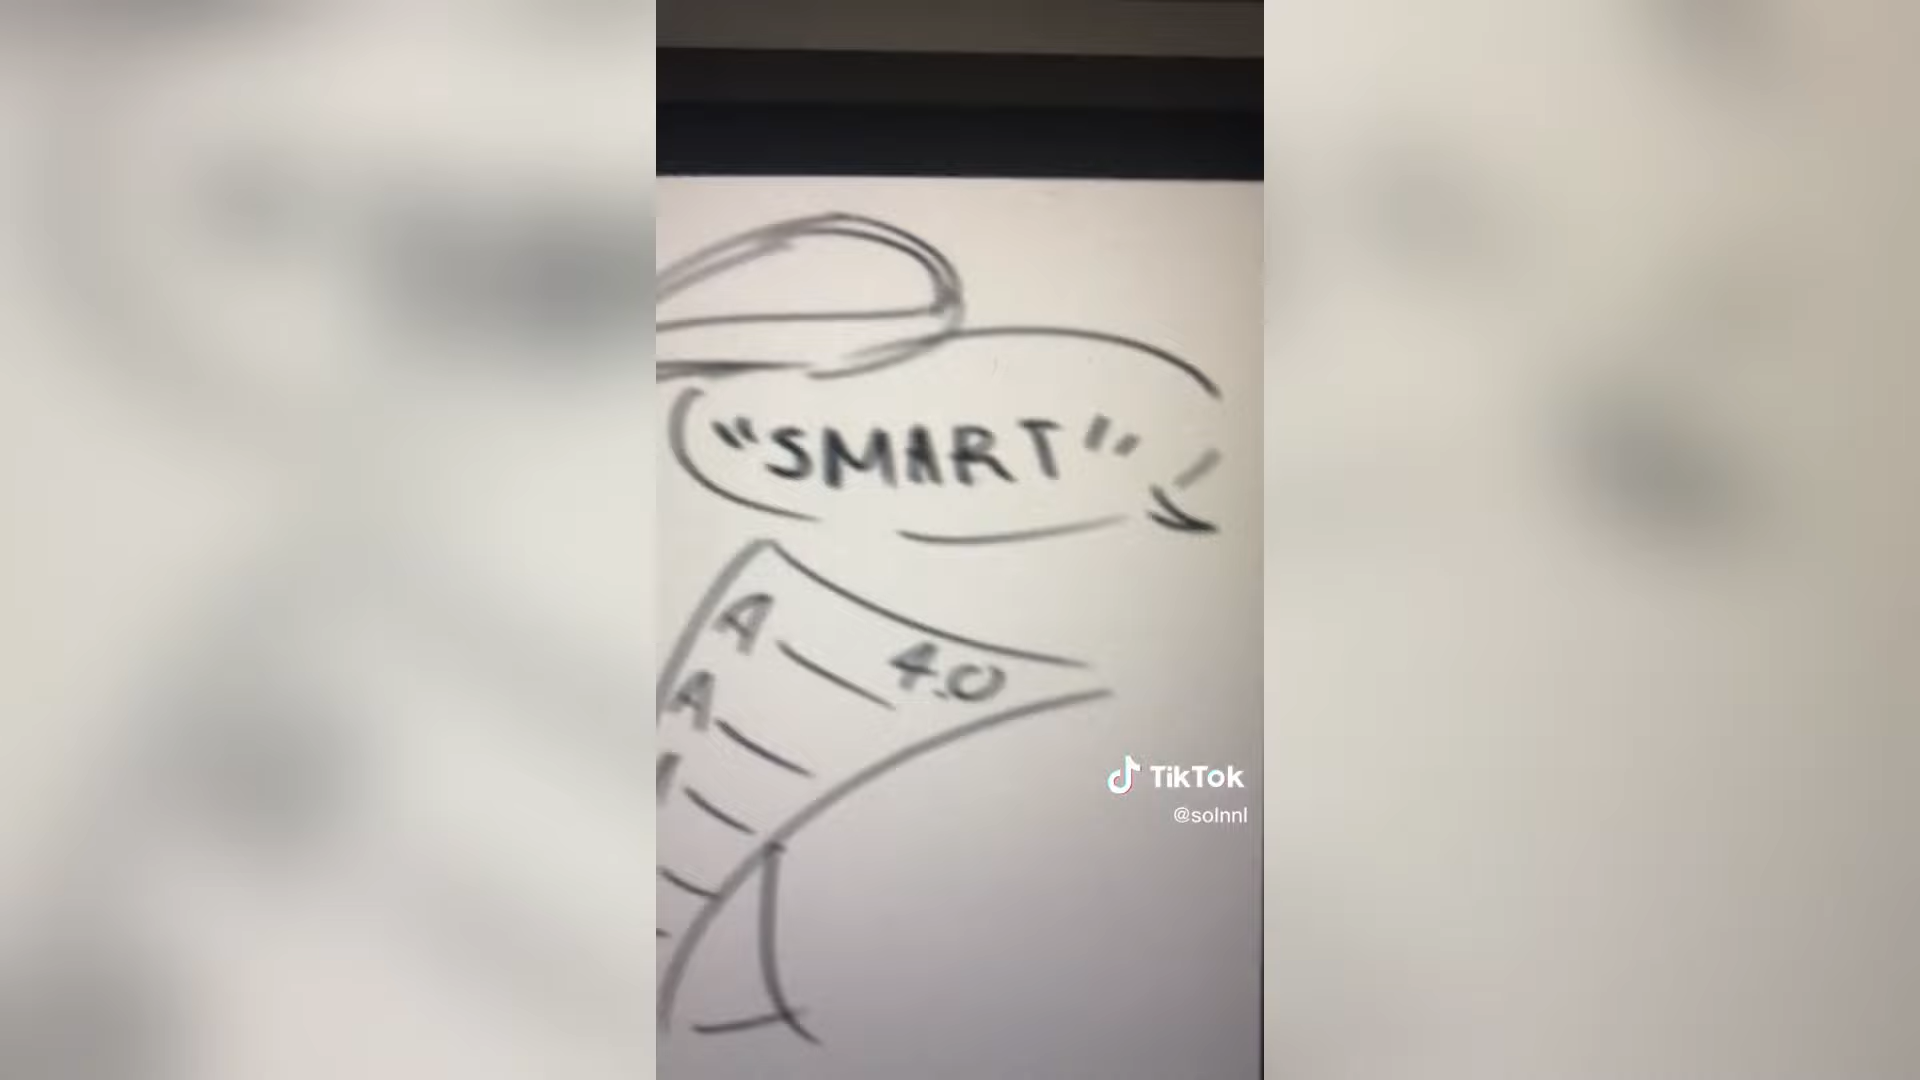 "SMART"
A 4.0
A
TikTok
@solnnl